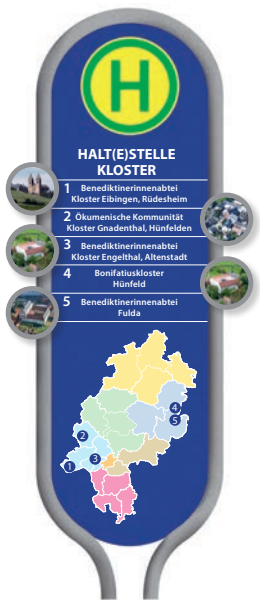 H
HALT(E)STELLE
KLOSTER
1 Benediktinerinnenabtei
Kloster Eibingen, Rüdesheim
2 Ökumenische Kommunität
Kloster Gnadenthal, Hünfelden
3 Benediktinerinnenabtei
Kloster Engelthal, Altenstadt
4 Bonifatiuskloster
Hünfeld
5 Benediktinerinnenabtei
Fulda
4
5
2
3
1